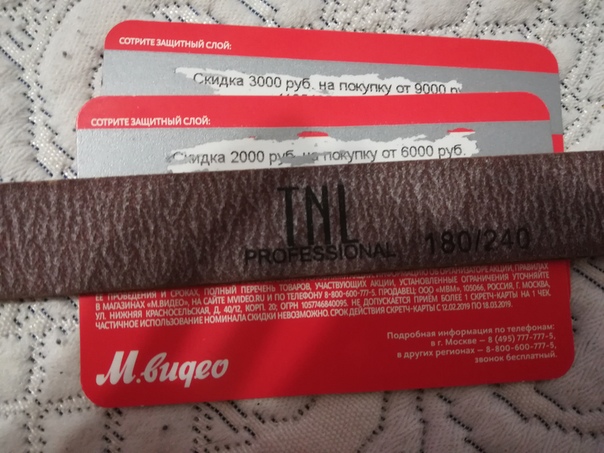 СОТРИТЕ ЗАЩИТНЫЙ СЛОЙ:
Скидка 3000 руб. на покупку от 9000
СОТРИТЕ ЗАЩИТНЫЙ СЛОЙ:
Скидка 2000 руб. на покупку от 6000 руб.
TNL
PROFESSIONAL 180/240
ЕЕ ПРОВЕДЕНИЯ И СРОКАХ, ПОЛНЫЙ ПЕРЕЧЕНЬ ТОВАРОВ, УЧАСТВУЮЩИХ АКЦИИ, УСТАНОВЛЕННЫЕ ОГРАНИЧЕНИЯ УТОЧНЯЙТЕ
В МАГАЗИНАХ «М.ВИДЕО», НА САЙТЕ MVIDEO.RU И ПО ТЕЛЕФОНУ 8-800-600-777-5. ПРОДАВЕЦ: ООО «МВМ», 105066, РОССИЯ, Г. МОСКВА,
УЛ. НИЖНЯЯ КРАСНОСЕЛЬСКАЯ, Д. 40/12, КОРП. 20; ОГРН: 1057746840095. НЕ ДОПУСКАЕТСЯ ПРИЁМ БОЛЕЕ 1 СКРЕТЧ-КАРТЫ НА 1 ЧЕК.
ЧАСТИЧНОЕ ИСПОЛЬЗОВАНИЕ НОМИНАЛА СКИДКИ НЕВОЗМОЖНО. СРОК ДЕЙСТВИЯ СКРЕТЧ-КАРТЫ С 12.02.2019 ПО 18.03.2019.
Подробная информация по телефонам:
в г. Москве – 8 (495) 777-777-5,
в других регионах – 8-800-600-777-5,
звонок бесплатный.
М.видео